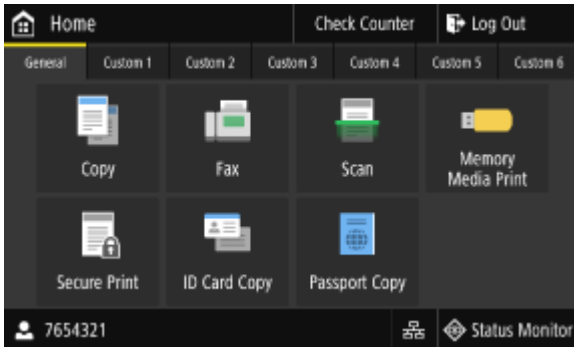 Home
Check Counter
Log Out
General
Custom 1
Custom 2
Custom 3
Custom 4
Custom 5
Custom 6
Copy
Fax
Scan
Memory
Media Print
Secure Print
ID Card Copy
Passport Copy
7654321
Status Monitor